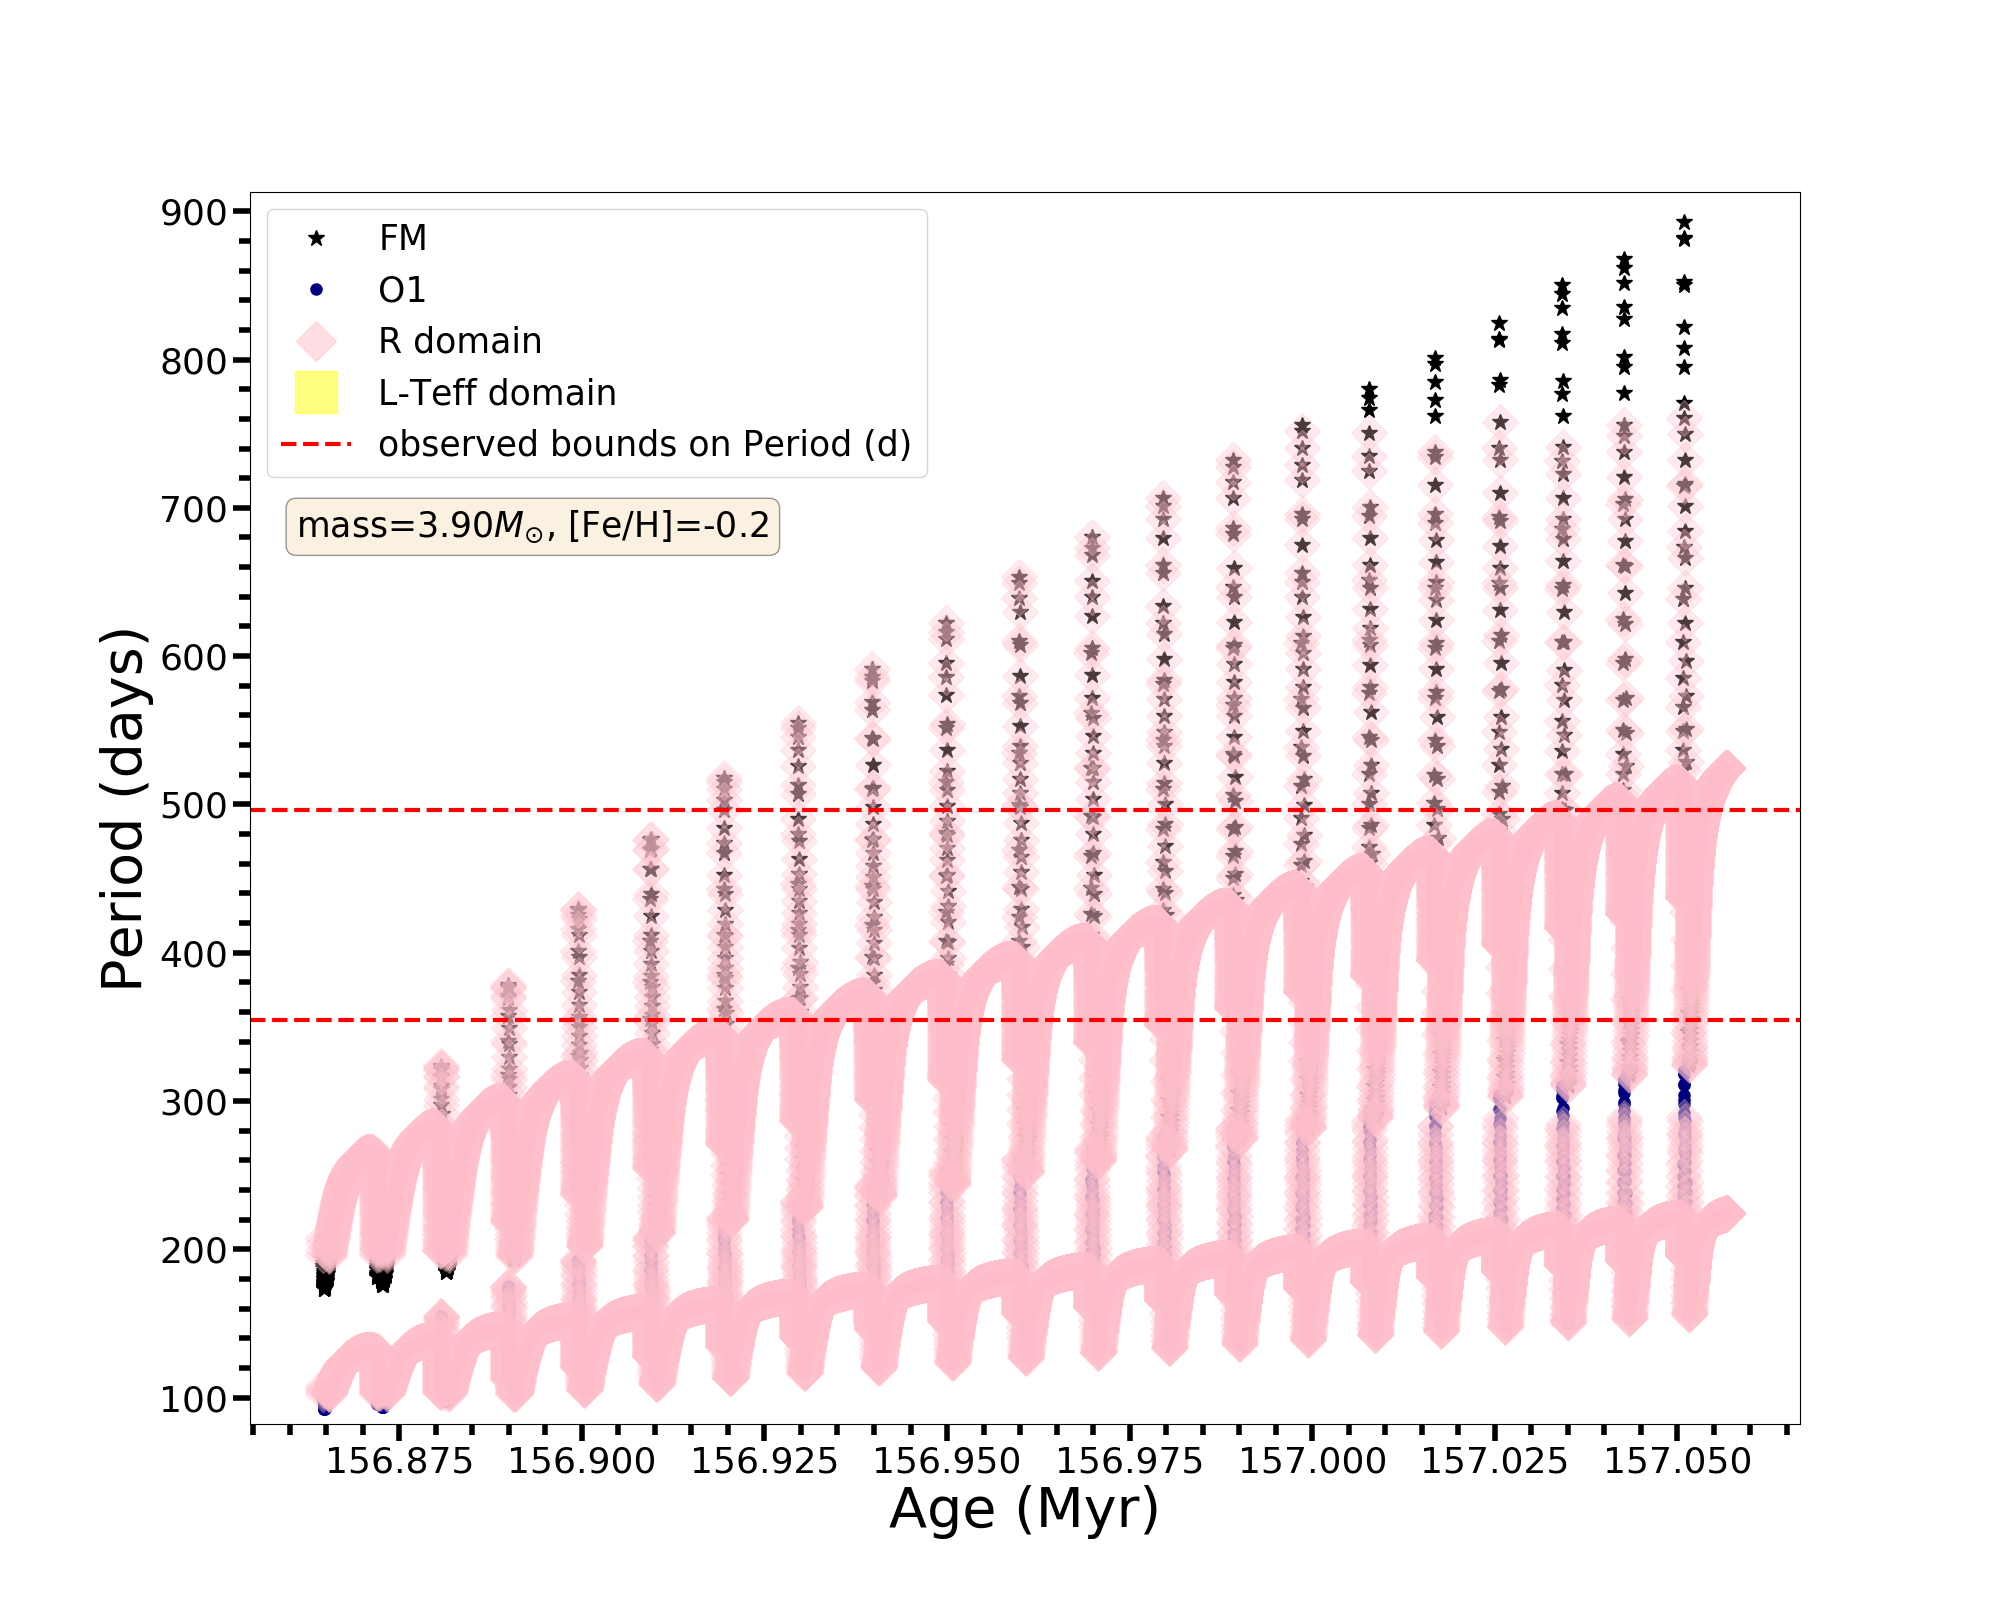 900
800
700
600
500
400
300
200
100
Period (days)
FM
O1
R domain
L-Teff domain
observed bounds on Period (d)
mass=3.90M☉, [Fe/H]=-0.2
156.875 156.900 156.925 156.950 156.975 157.000 157.025 157.050
Age (Myr)